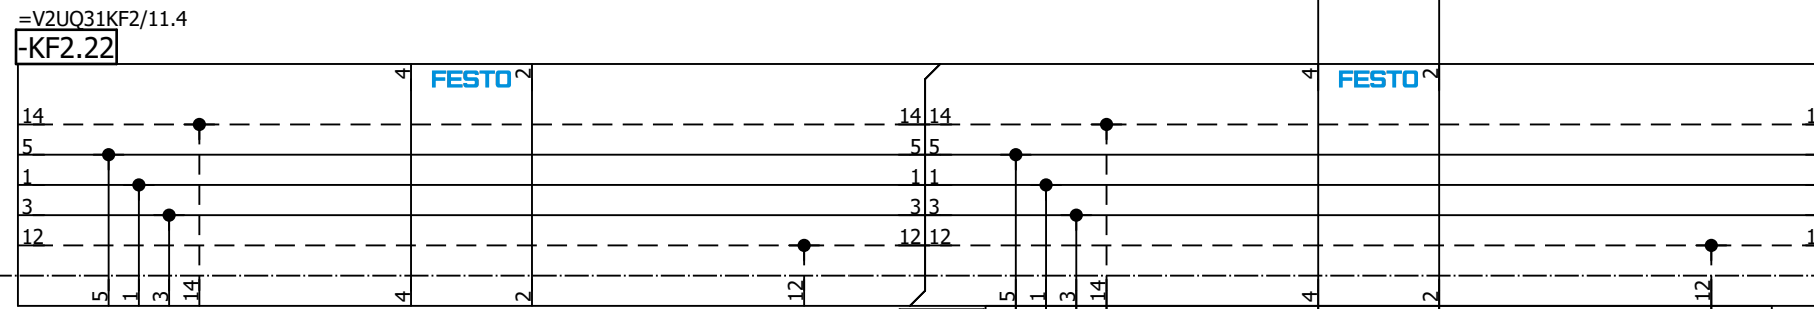 =V2UQ31KF2/11.4
-KF2.22
4 FESTO 2 4 FESTO 2
14 14 14 1
5 5 5
1 1 1
3 3 3
12 12 12 1
5 1 3 14 4 2 12 5 1 3 14 4 2 12